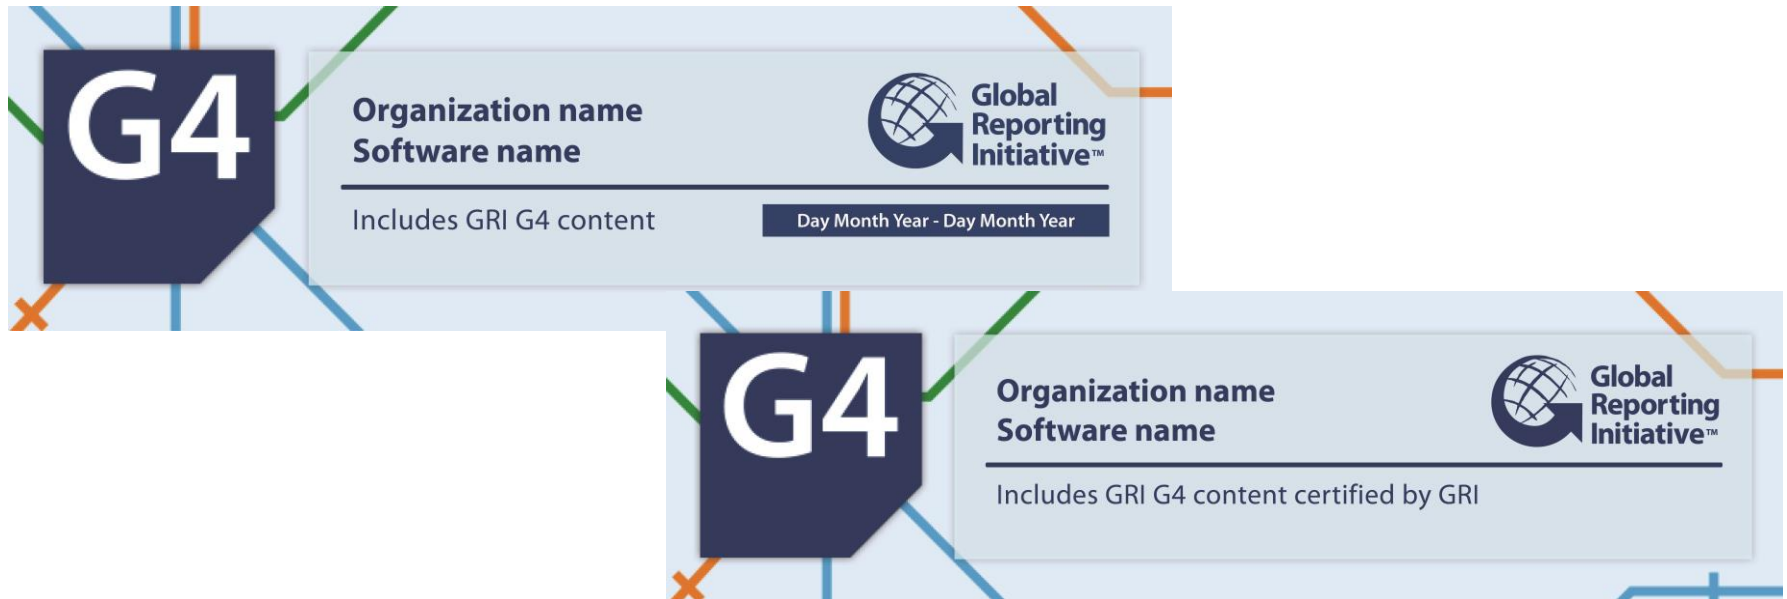 G4
Organization name
Software name
Global
Reporting
Initiative™
Includes GRI G4 content
Day Month Year - Day Month Year
G4
Organization name
Software name
Global
Reporting
Initiative™
Includes GRI G4 content certified by GRI